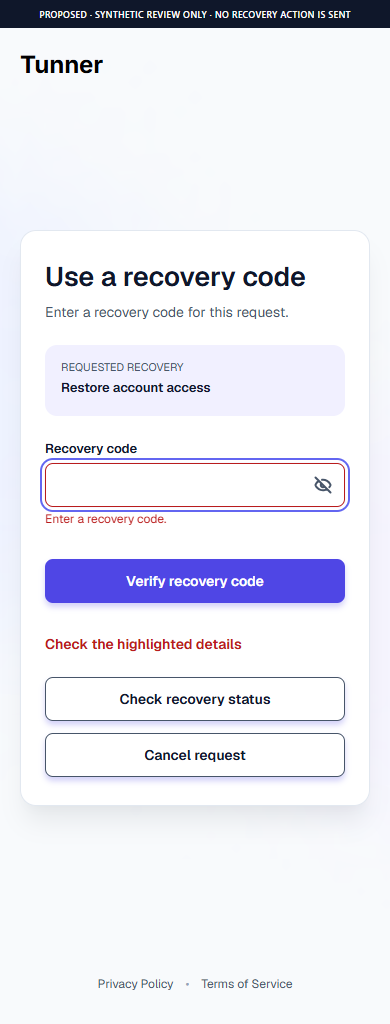 PROPOSED · SYNTHETIC REVIEW ONLY · NO RECOVERY ACTION IS SENT
Tunner
Use a recovery code
Enter a recovery code for this request.
REQUESTED RECOVERY
Restore account access
Recovery code
Enter a recovery code.
Verify recovery code
Check the highlighted details
Check recovery status
Cancel request
Privacy Policy • Terms of Service